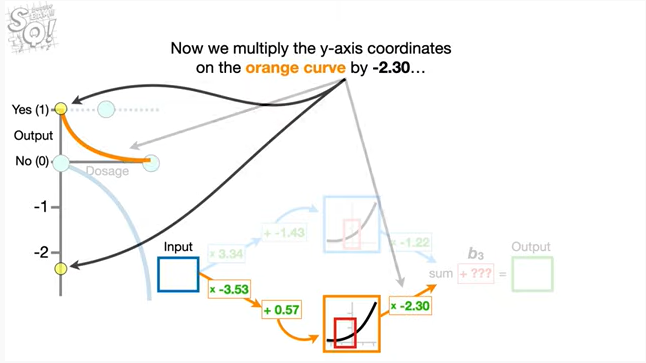 StatQuest!
Now we multiply the y-axis coordinates
on the orange curve by -2.30…
Yes (1)
Output
No (0)
Dosage
-1
-2
Input
x 3.34
+ -1.43
x -1.22
x -3.53
+ 0.57
x -2.30
b₃
sum + ??? =
Output